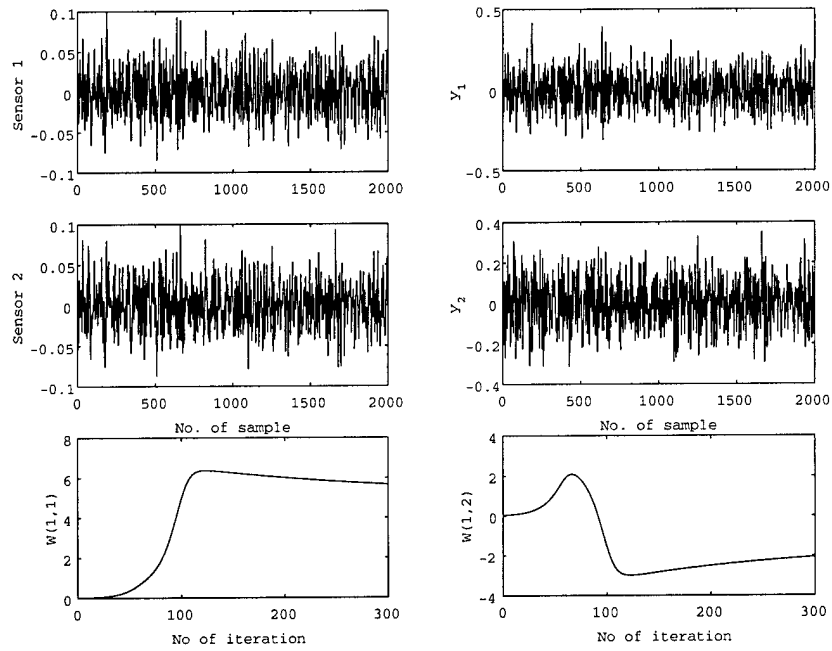 0.1
0.05
0
-0.05
-0.1
Sensor 1
0 500 1000 1500 2000
0.5
0
-0.5
y1
0 500 1000 1500 2000
0.1
0.05
0
-0.05
-0.1
Sensor 2
0 500 1000 1500 2000
No. of sample
0.4
0.2
0
-0.2
-0.4
y2
0 500 1000 1500 2000
No. of sample
8
6
4
2
0
W(1,1)
0 100 200 300
No of iteration
4
2
0
-2
-4
W(1,2)
0 100 200 300
No of iteration